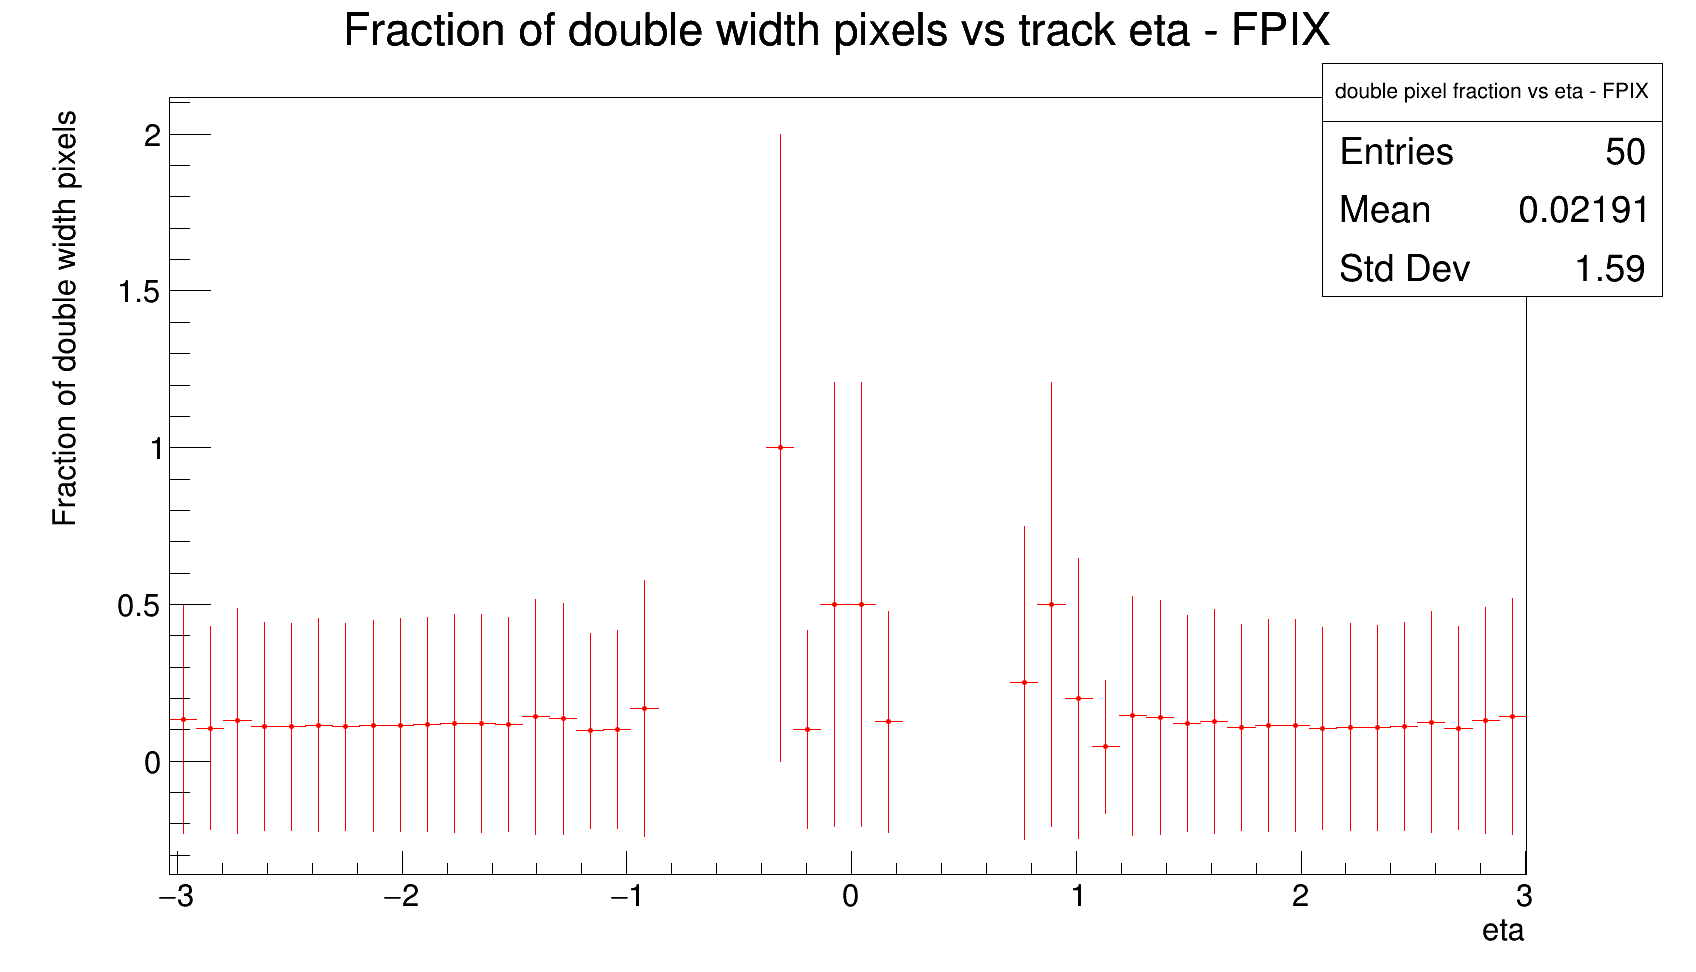 Fraction of double width pixels vs track eta - FPIX
double pixel fraction vs eta - FPIX
Entries 50
Mean 0.02191
Std Dev 1.59
Fraction of double width pixels
2
1.5
1
0.5
0
−3 −2 −1 0 1 2 3
eta